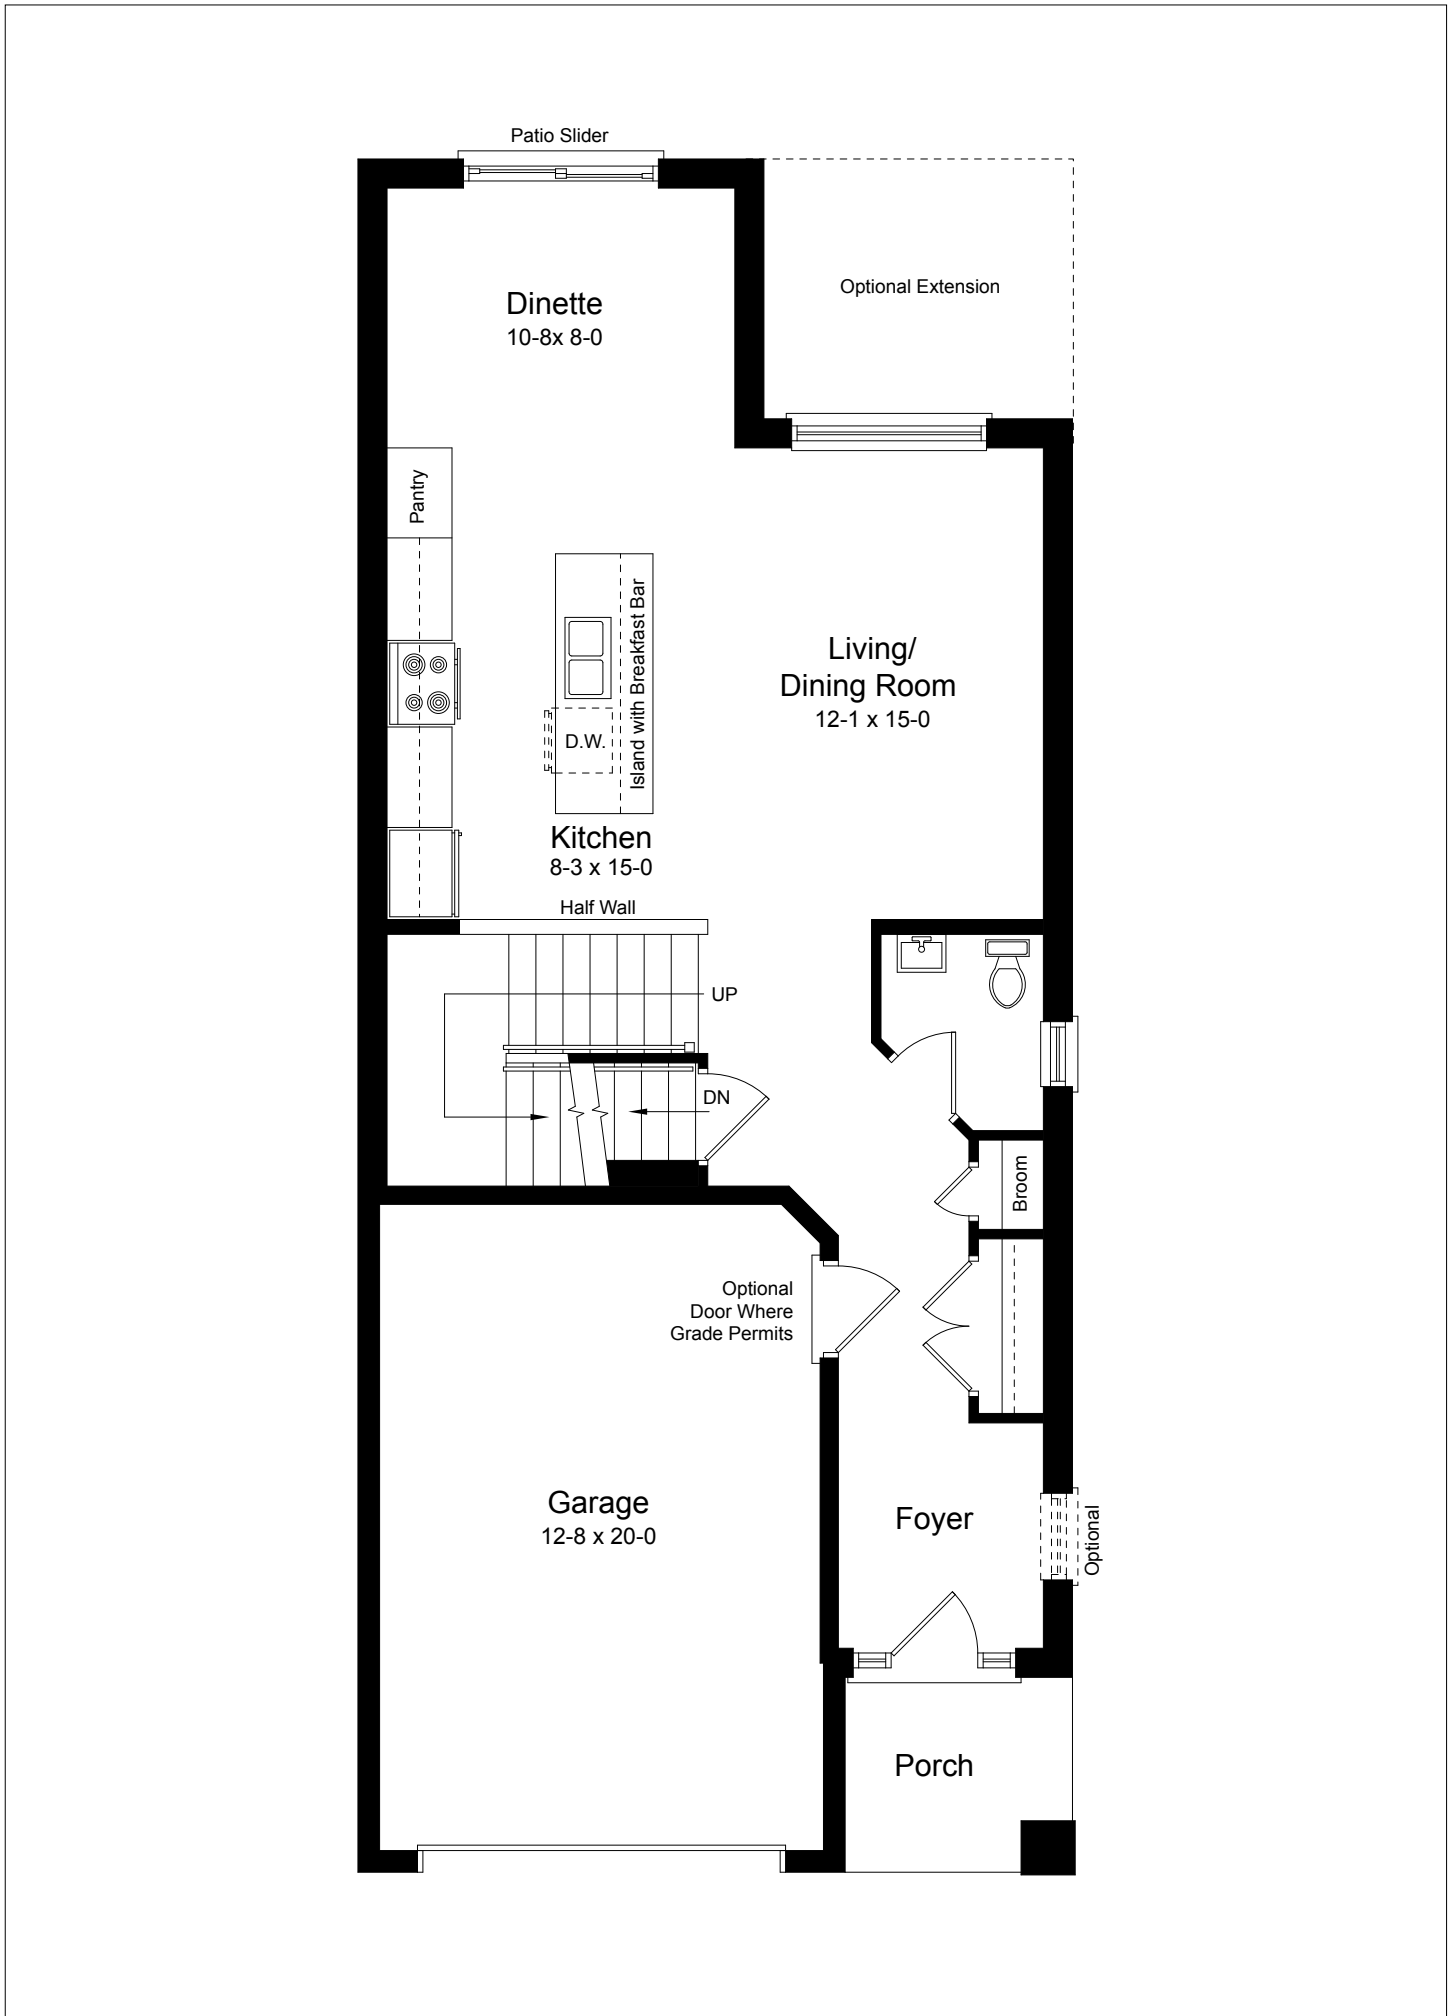 Patio Slider
Optional Extension
Dinette
10-8x 8-0
Pantry
Island with Breakfast Bar
Living/
Dining Room
12-1 x 15-0
D.W.
Kitchen
8-3 x 15-0
Half Wall
UP
DN
Broom
Optional
Door Where
Grade Permits
Garage
12-8 x 20-0
Foyer
Optional
Porch